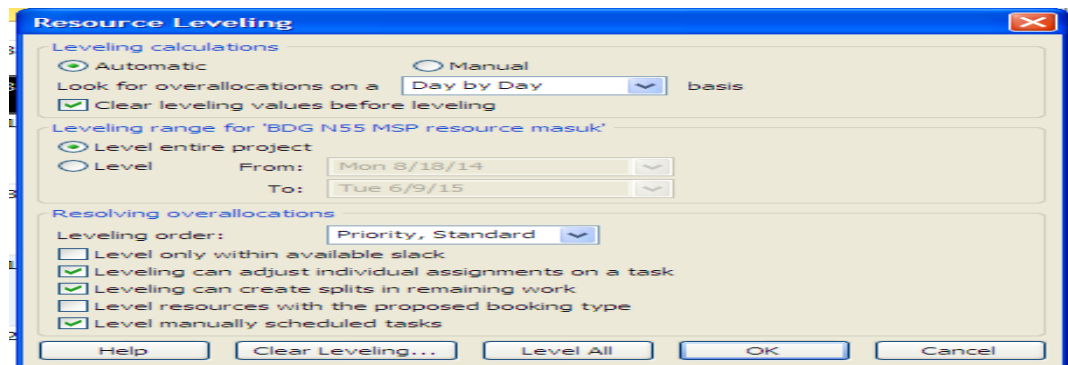 Resource Leveling
Leveling calculations
Automatic Manual
Look for overallocations on a Day by Day basis
Clear leveling values before leveling
Leveling range for 'BDG N55 MSP resource masuk'
Level entire project
Level From: Mon 8/18/14
To: Tue 6/9/15
Resolving overallocations
Leveling order: Priority, Standard
Level only within available slack
Leveling can adjust individual assignments on a task
Leveling can create splits in remaining work
Level resources with the proposed booking type
Level manually scheduled tasks
Help Clear Leveling... Level All OK Cancel